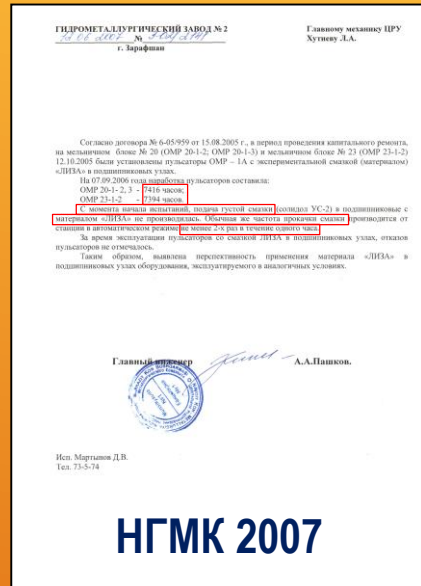 ГИДРОМЕТАЛЛУРГИЧЕСКИЙ ЗАВОД № 2
12 06 2007 №
г. Зарафшан
Главному механику ЦРУ
Хутиеву Л.А.
Согласно договора № 6-05/959 от 15.08.2005 г., в период проведения капитального ремонта,
на мельничном блоке № 20 (ОМР 20-1-2; ОМР 20-1-3) и мельничном блоке № 23 (ОМР 23-1-2)
12.10.2005 были установлены пульсаторы ОМР – 1А с экспериментальной смазкой (материалом)
«ЛИЗА» в подшипниковых узлах.
На 07.09.2006 года наработка пульсаторов составила:
ОМР 20-1- 2, 3 - 7416 часов;
ОМР 23-1-2 - 7394 часов.
С момента начала испытаний, подача густой смазки (солидол УС-2) в подшипниковые с
материалом «ЛИЗА» не производилась. Обычная же частота прокачки смазки производится от
станции в автоматическом режиме не менее 2-х раз в течение одного часа.
За время эксплуатации пульсаторов со смазкой ЛИЗА в подшипниковых узлах, отказов
пульсаторов не отмечалось.
Таким образом, выявлена перспективность применения материала «ЛИЗА» в
подшипниковых узлах оборудования, эксплуатируемого в аналогичных условиях.
Главный инженер А.А.Пашков.
Исп. Мартынов Д.В.
Тел. 73-5-74
НГМК 2007